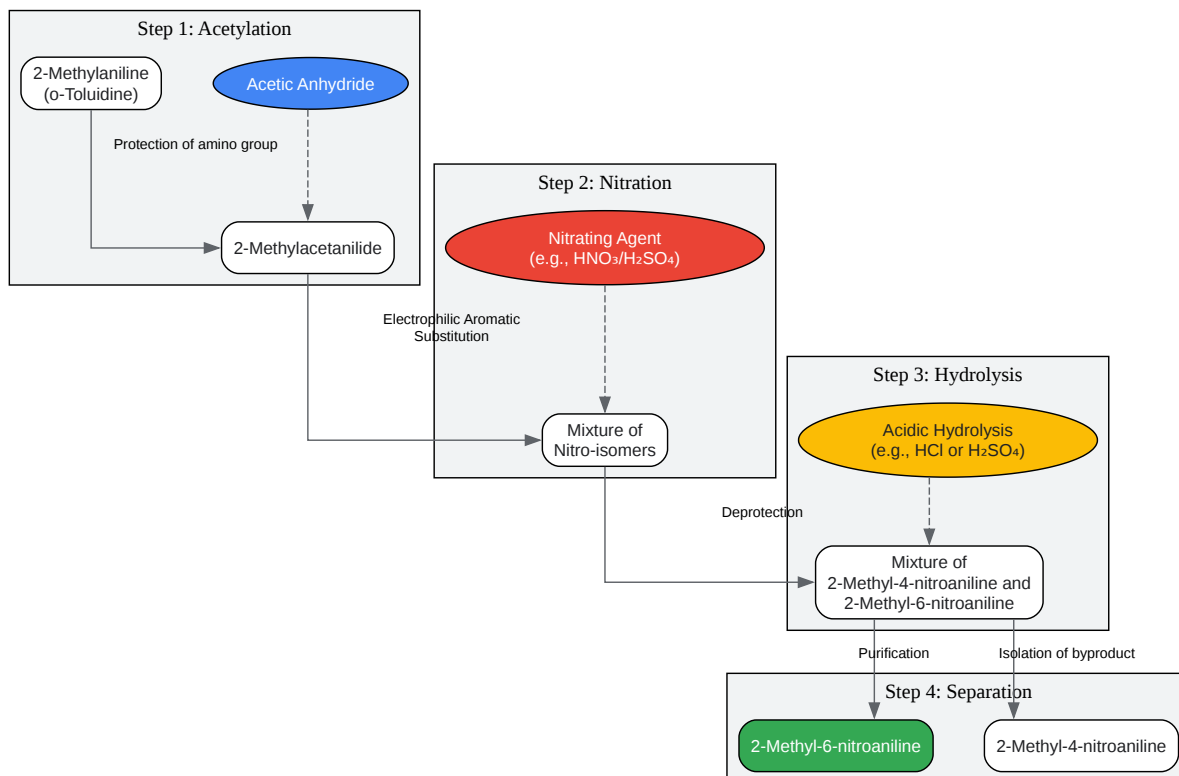 Step 1: Acetylation
2-Methylaniline
(o-Toluidine)
Acetic Anhydride
Protection of amino group
2-Methylacetanilide
Step 2: Nitration
Nitrating Agent
(e.g., HNO₃/H₂SO₄)
Electrophilic Aromatic
Substitution
Mixture of
Nitro-isomers
Step 3: Hydrolysis
Acidic Hydrolysis
(e.g., HCl or H₂SO₄)
Deprotection
Mixture of
2-Methyl-4-nitroaniline and
2-Methyl-6-nitroaniline
Purification
Isolation of byproduct
Step 4: Separation
2-Methyl-6-nitroaniline
2-Methyl-4-nitroaniline